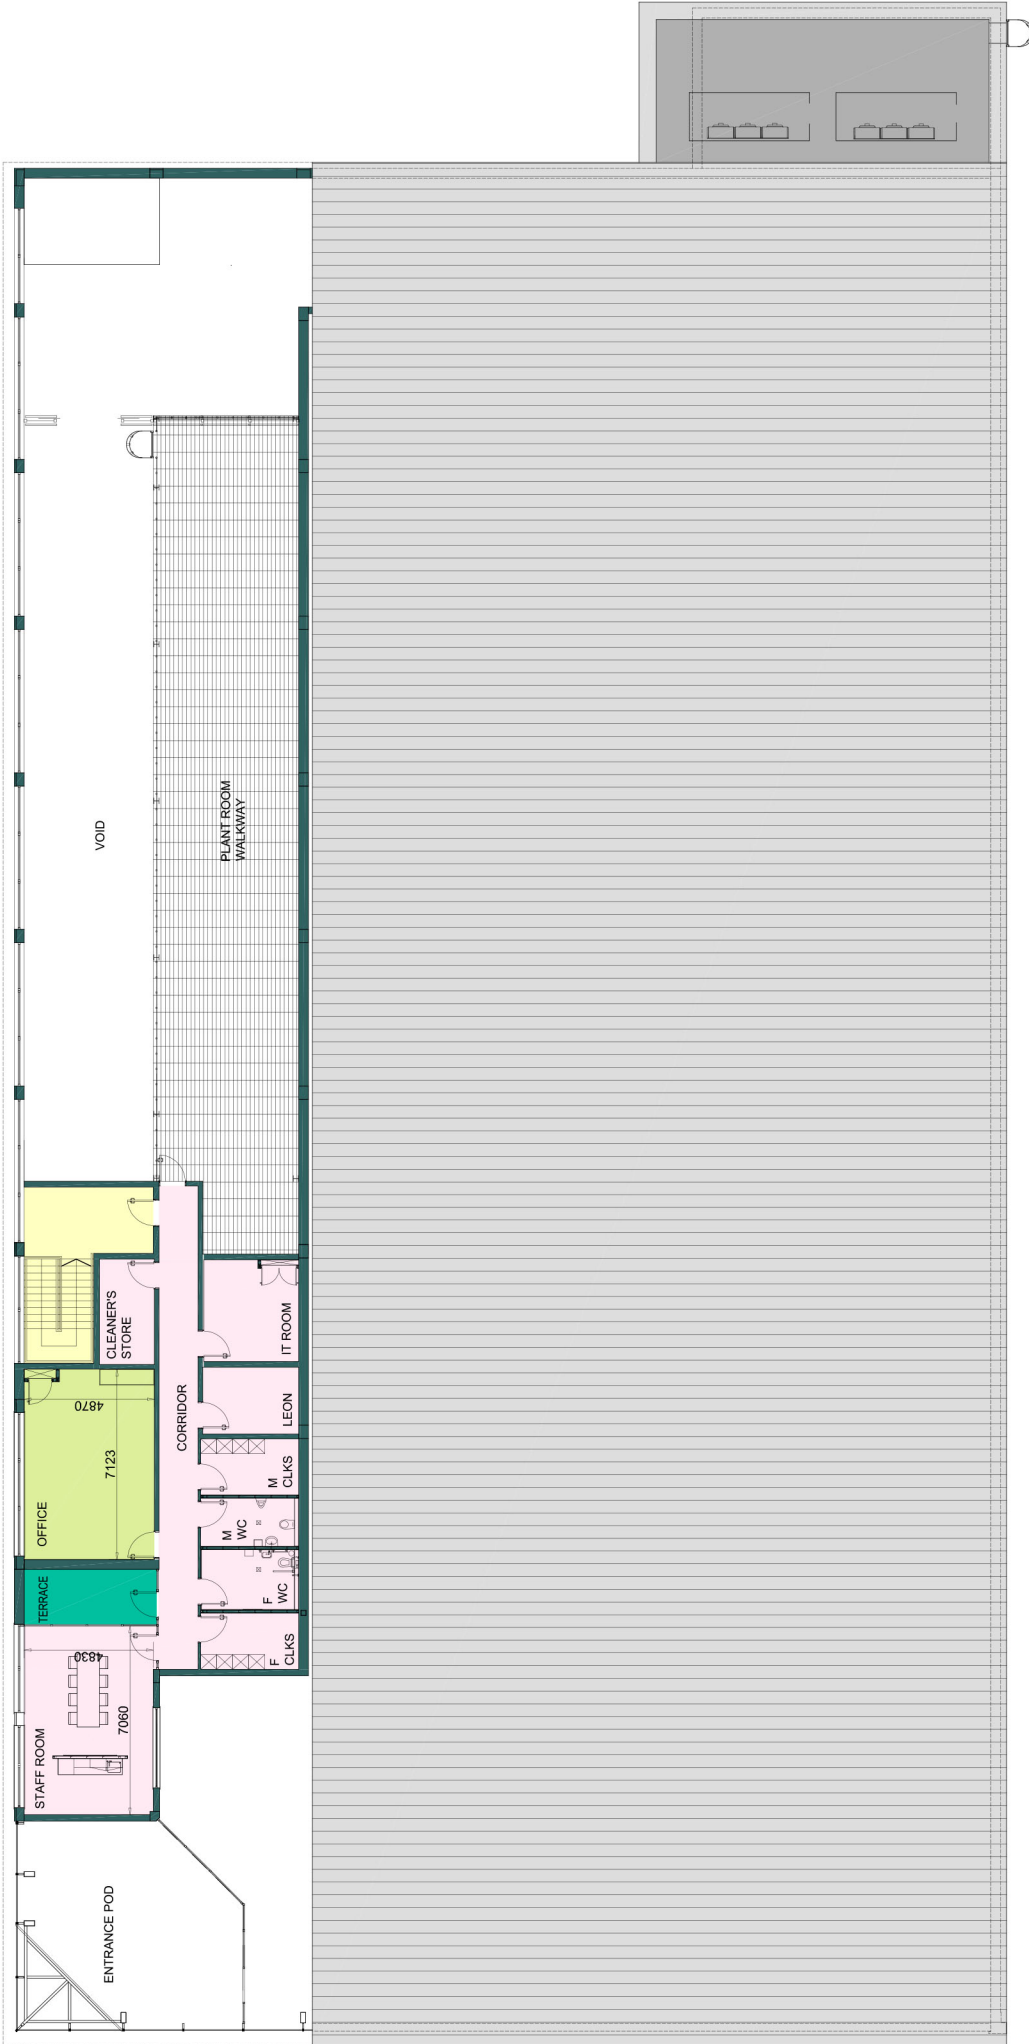 VOID
PLANT ROOM
WALKWAY
CLEANER'S
STORE
IT ROOM
CORRIDOR
LEON
4870
7123
OFFICE
M
CLKS
M
WC
F
WC
TERRACE
F
CLKS
4830
7060
STAFF ROOM
ENTRANCE POD